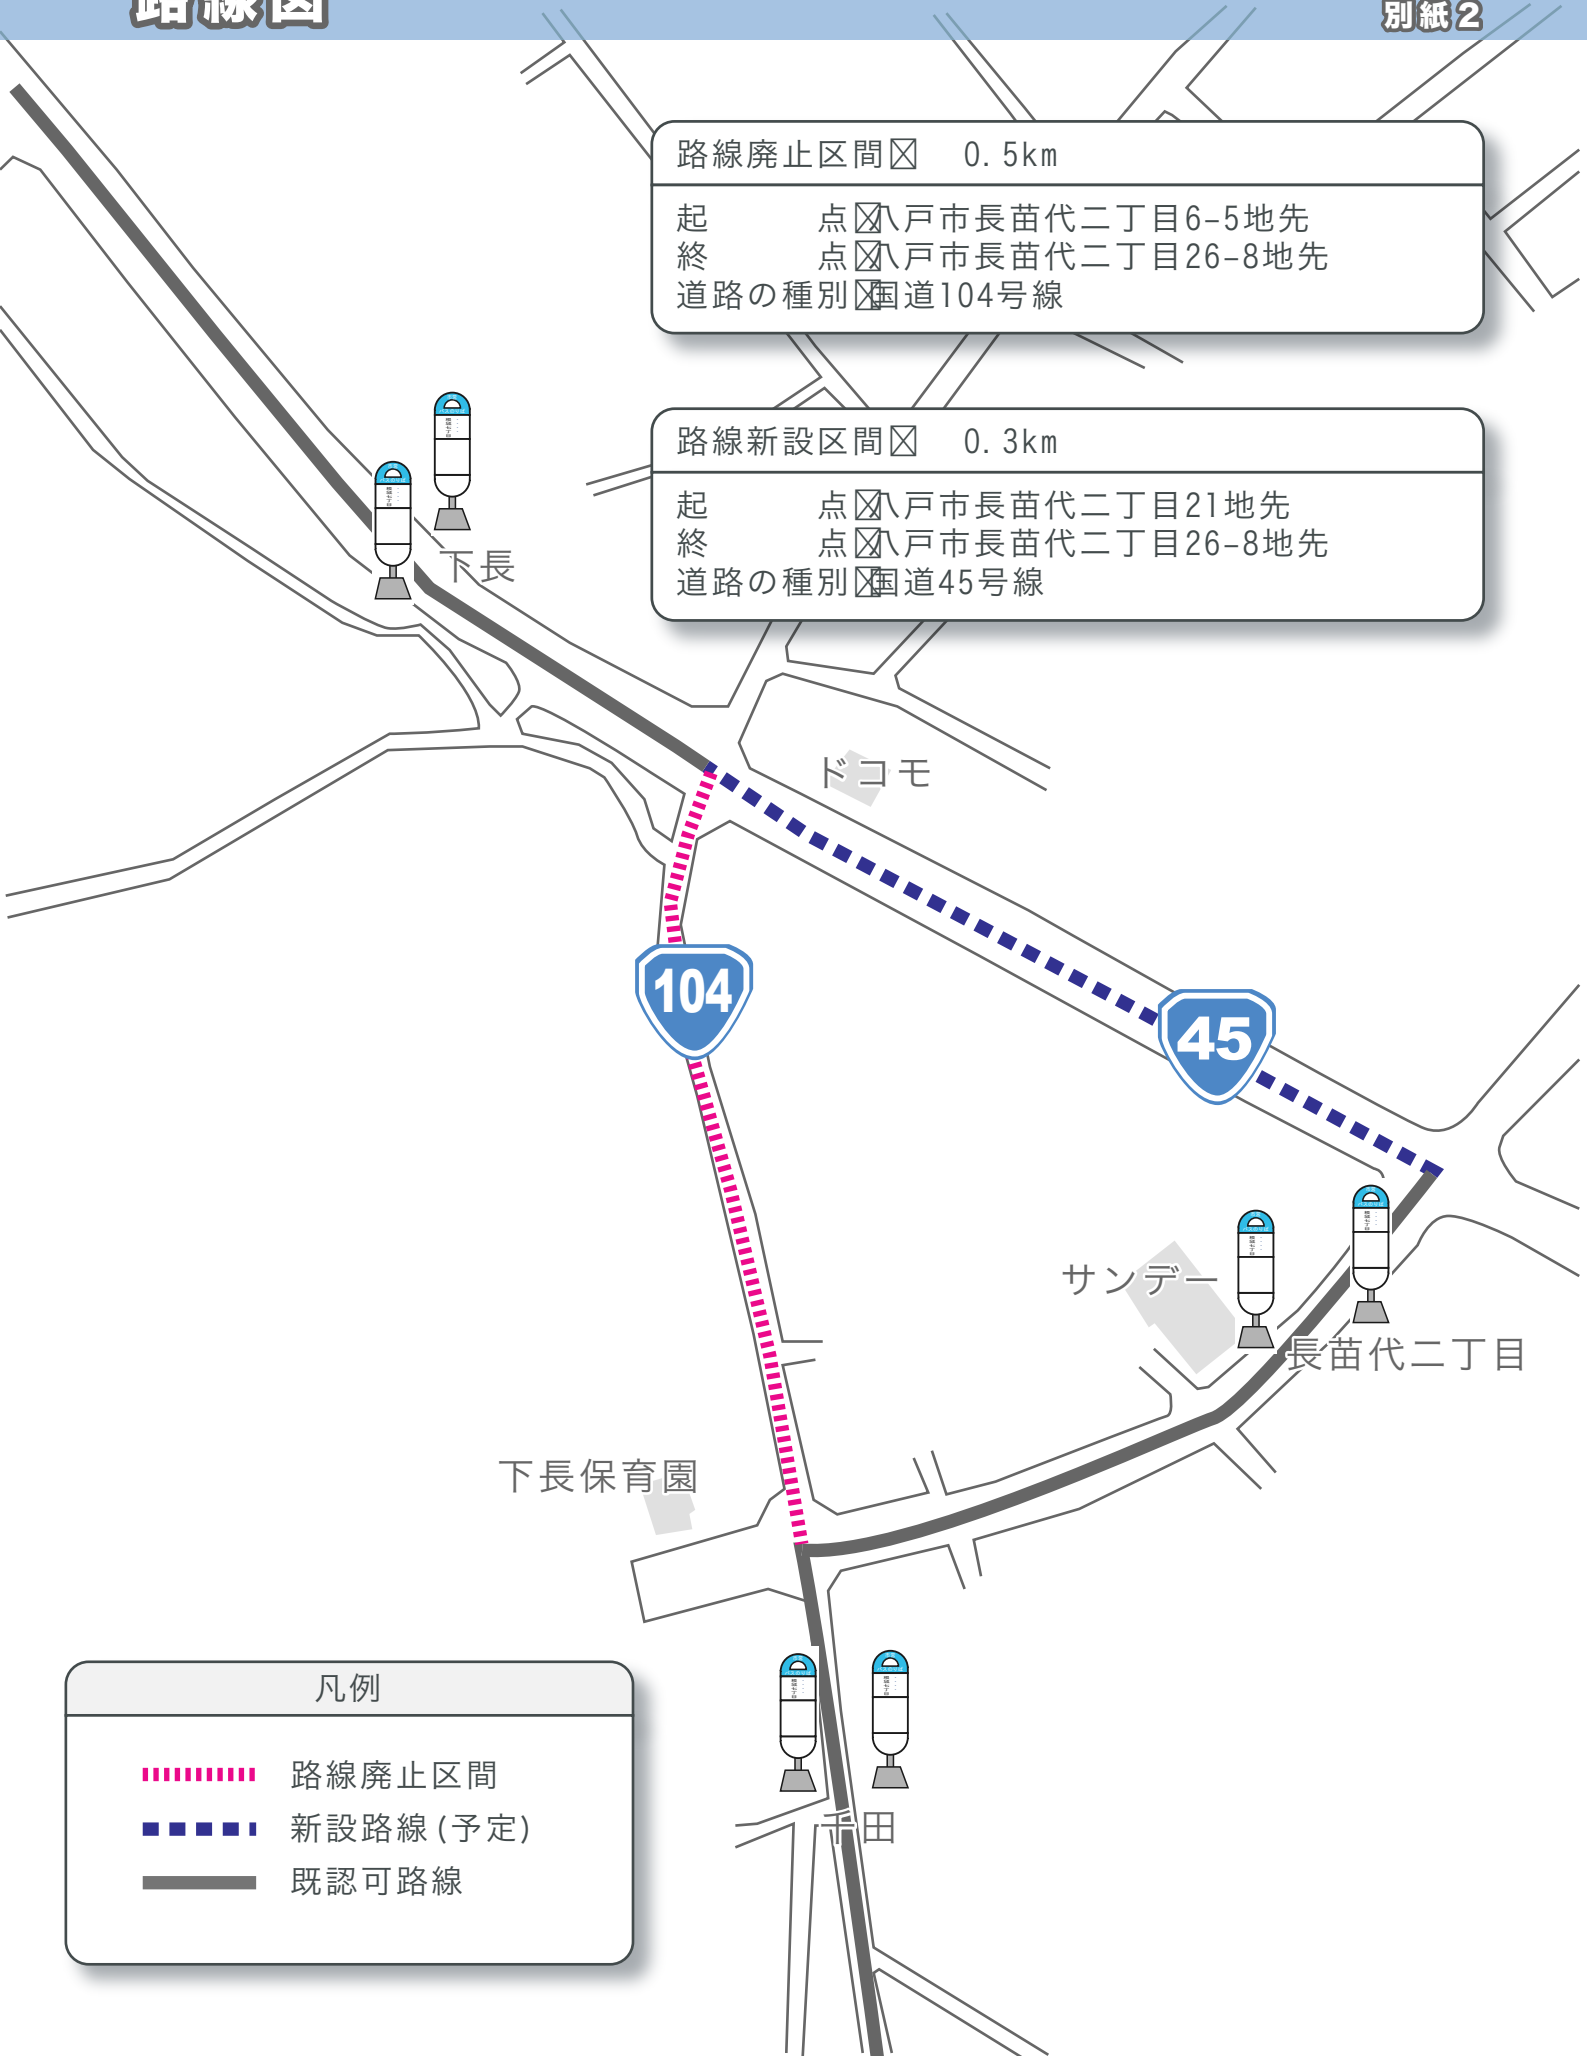 路線図
別紙2
路線廃止区間 0.5km
起 点 八戸市長苗代二丁目6-5地先
終 点 八戸市長苗代二丁目26-8地先
道路の種別 国道104号線
路線新設区間 0.3km
起 点 八戸市長苗代二丁目21地先
終 点 八戸市長苗代二丁目26-8地先
道路の種別 国道45号線
下長
ドコモ
104
45
サンデー
長苗代二丁目
下長保育園
千田
凡例
路線廃止区間
新設路線(予定)
既認可路線